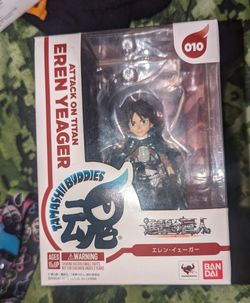 010
ATTACK ON TITAN
EREN YEAGER
TAMASHII BUDDIES
魂
進撃の巨人
エレン・イェーガー
AGES 15+
WARNING
BANDAI